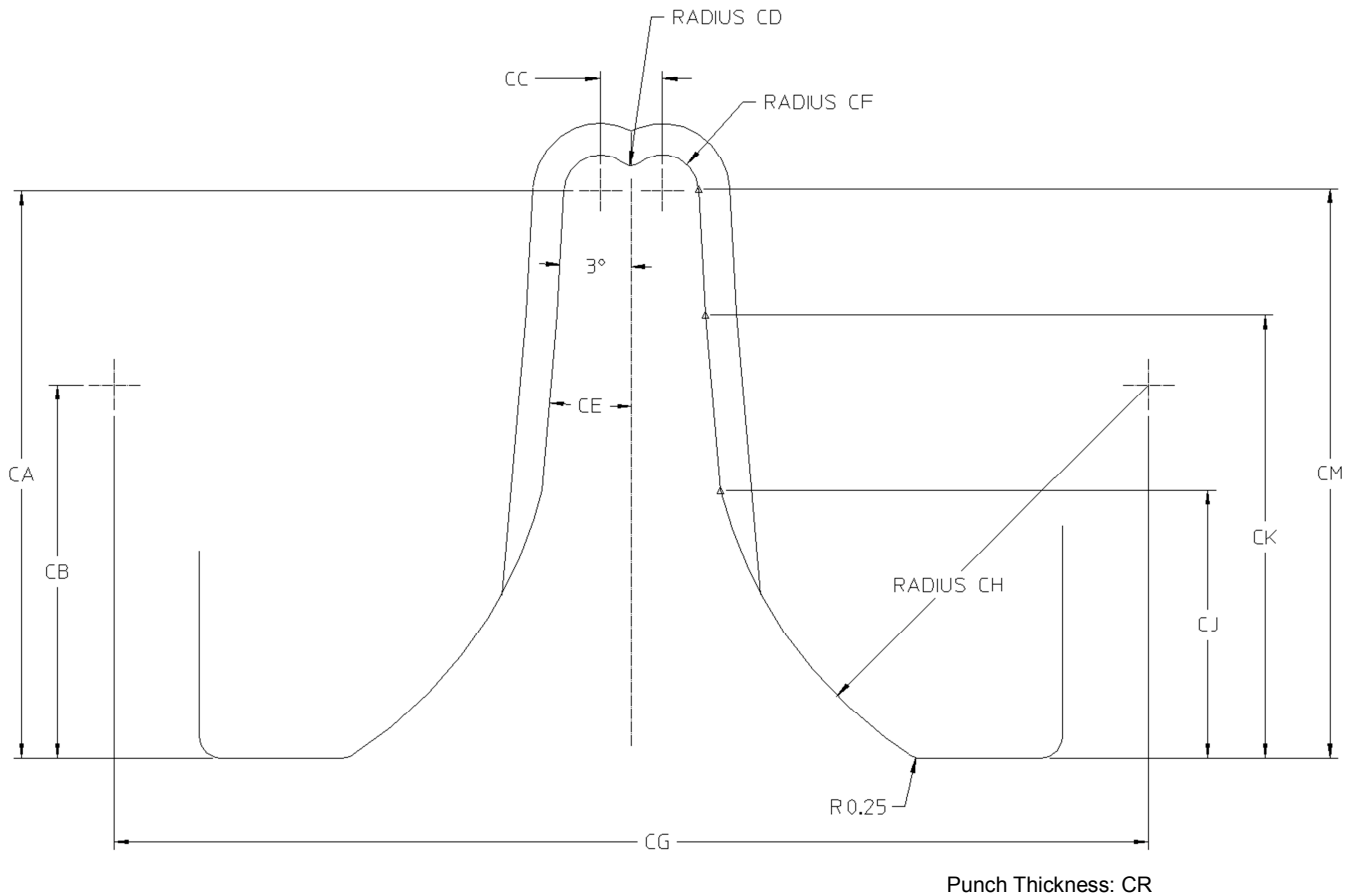 RADIUS CD
CC
RADIUS CF
3°
CE
CA
CM
CK
CB
RADIUS CH
CJ
R0.25
CG
Punch Thickness: CR